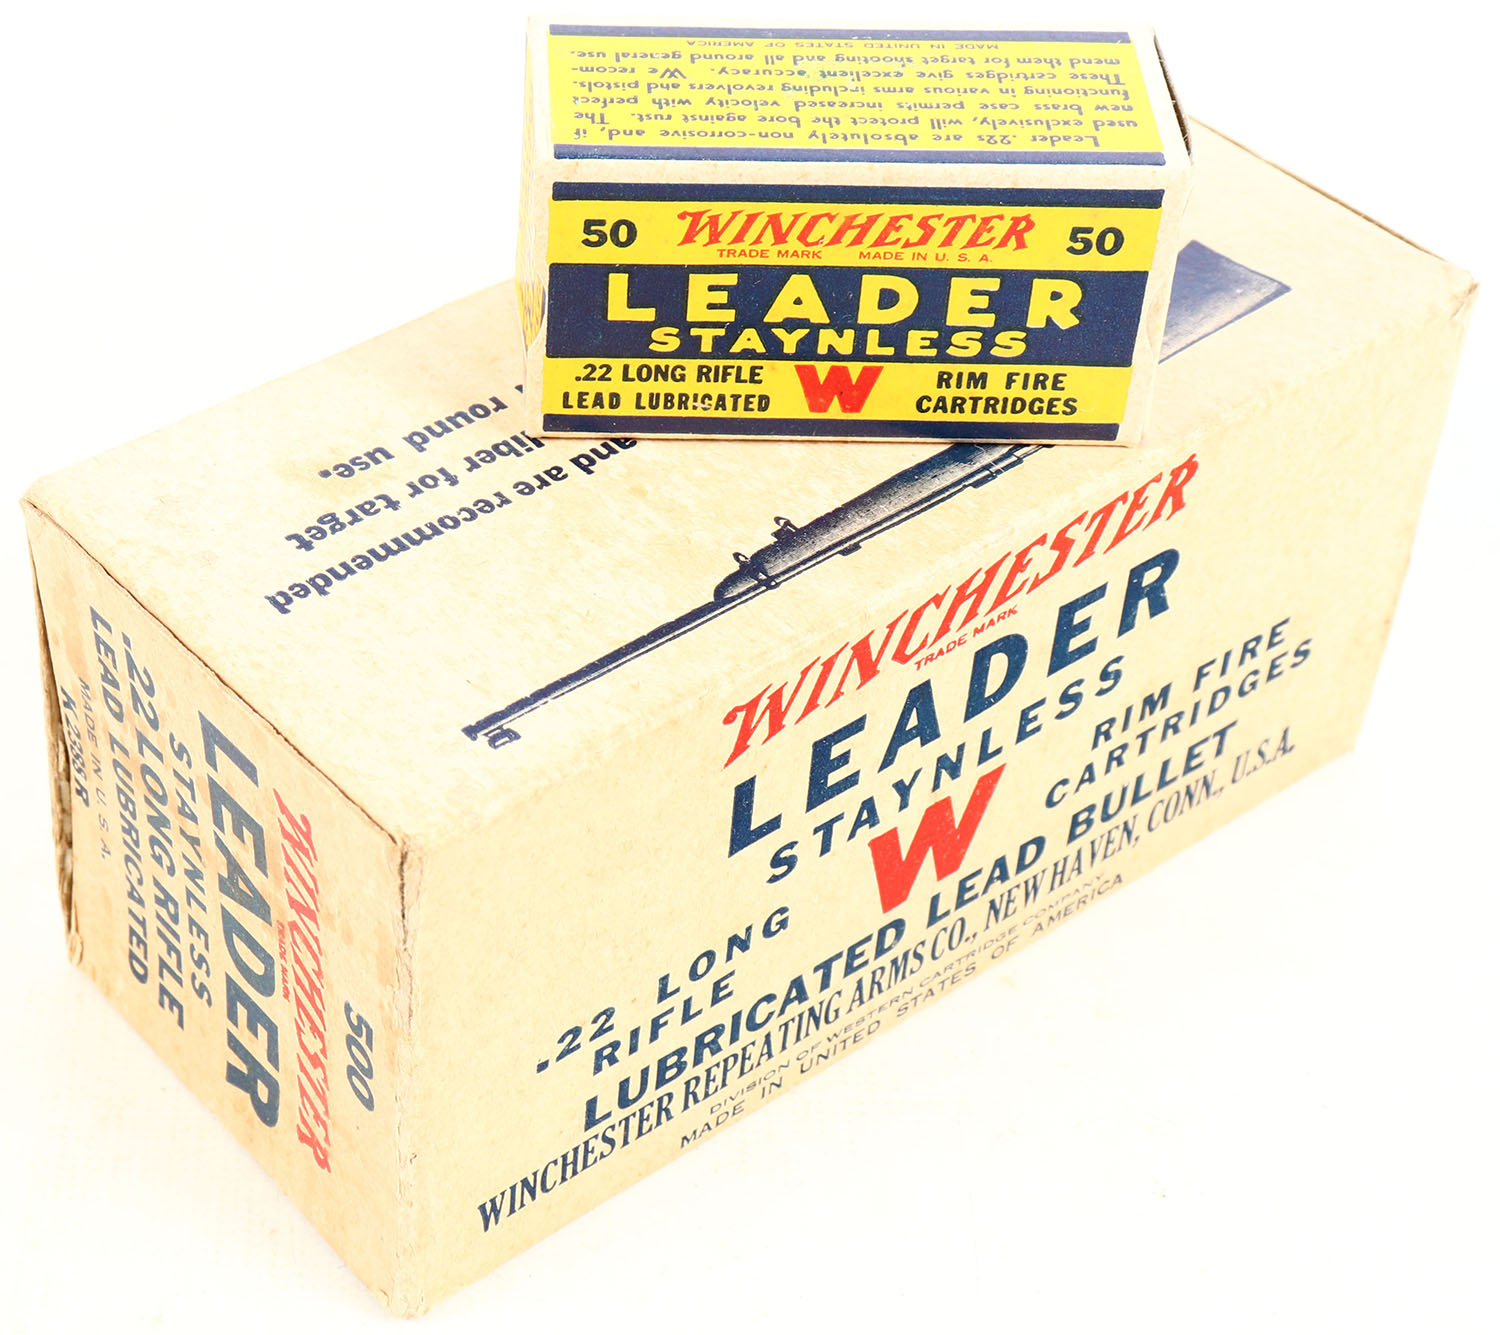 Leader .22s are absolutely non-corrosive and, if
used exclusively, will protect the bore against rust. The
new brass case permits increased velocity with perfect
functioning in various arms including revolvers and pistols.
These cartridges give excellent accuracy. We recom-
mend them for target shooting and all around general use.
MADE IN UNITED STATES OF AMERICA
50 WINCHESTER 50
TRADE MARK MADE IN U. S. A.
LEADER
STAYNLESS
.22 LONG RIFLE W RIM FIRE
LEAD LUBRICATED CARTRIDGES
and are recommended
for target
round use.
WINCHESTER
TRADE MARK
LEADER
STAYNLESS
.22 LONG W RIM FIRE
RIFLE CARTRIDGES
LUBRICATED LEAD BULLET
WINCHESTER REPEATING ARMS CO., NEW HAVEN, CONN., U.S.A.
DIVISION OF WESTERN CARTRIDGE COMPANY
MADE IN UNITED STATES OF AMERICA
500
WINCHESTER
TRADE MARK
LEADER
STAYNLESS
.22 LONG RIFLE
LEAD LUBRICATED
MADE IN U. S. A.